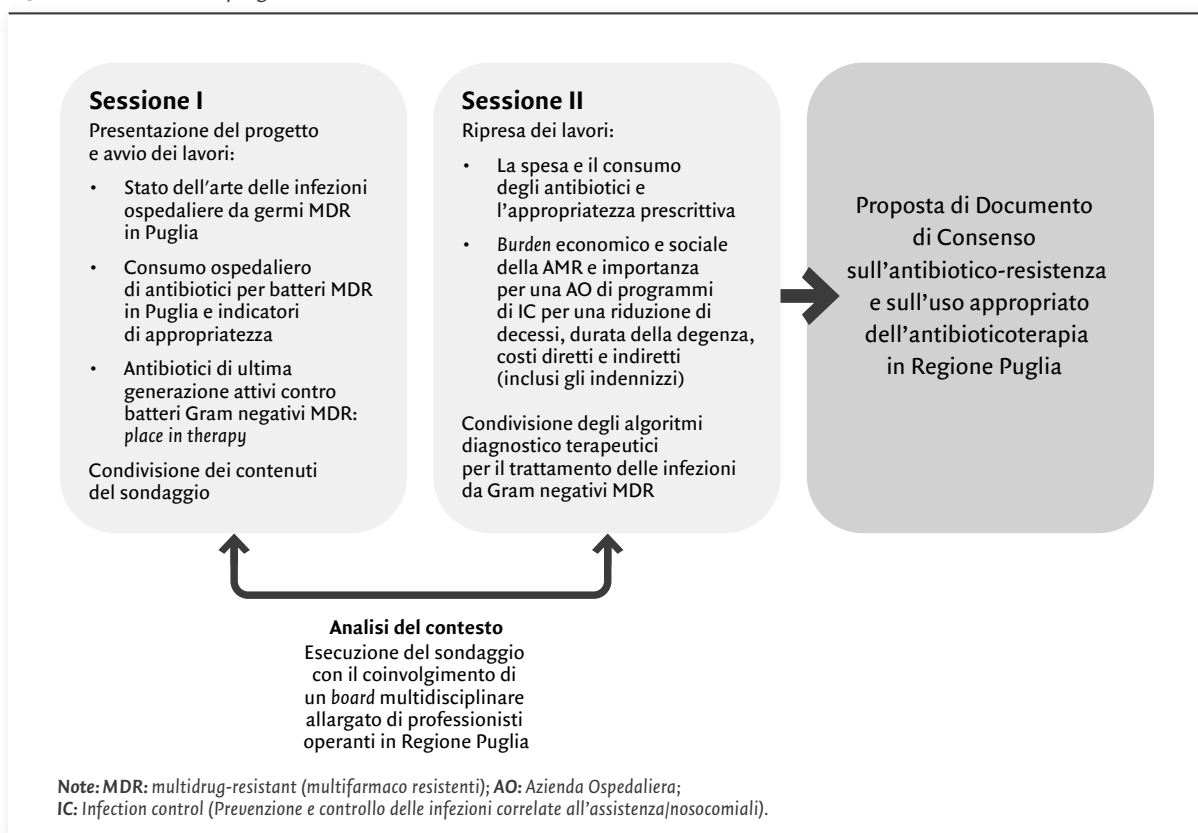 Sessione I
Presentazione del progetto
e avvio dei lavori:
• Stato dell'arte delle infezioni
ospedaliere da germi MDR
in Puglia
• Consumo ospedaliero
di antibiotici per batteri MDR
in Puglia e indicatori
di appropriatezza
• Antibiotici di ultima
generazione attivi contro
batteri Gram negativi MDR:
place in therapy
Condivisione dei contenuti
del sondaggio
Sessione II
Ripresa dei lavori:
• La spesa e il consumo
degli antibiotici e
l'appropriatezza prescrittiva
• Burden economico e sociale
della AMR e importanza
per una AO di programmi
di IC per una riduzione di
decessi, durata della degenza,
costi diretti e indiretti
(inclusi gli indennizzi)
Condivisione degli algoritmi
diagnostico terapeutici
per il trattamento delle infezioni
da Gram negativi MDR
Proposta di Documento
di Consenso
sull'antibiotico-resistenza
e sull'uso appropriato
dell'antibioticoterapia
in Regione Puglia
Analisi del contesto
Esecuzione del sondaggio
con il coinvolgimento di
un board multidisciplinare
allargato di professionisti
operanti in Regione Puglia
Note: MDR: multidrug-resistant (multifarmaco resistenti); AO: Azienda Ospedaliera;
IC: Infection control (Prevenzione e controllo delle infezioni correlate all'assistenza/nosocomiali).